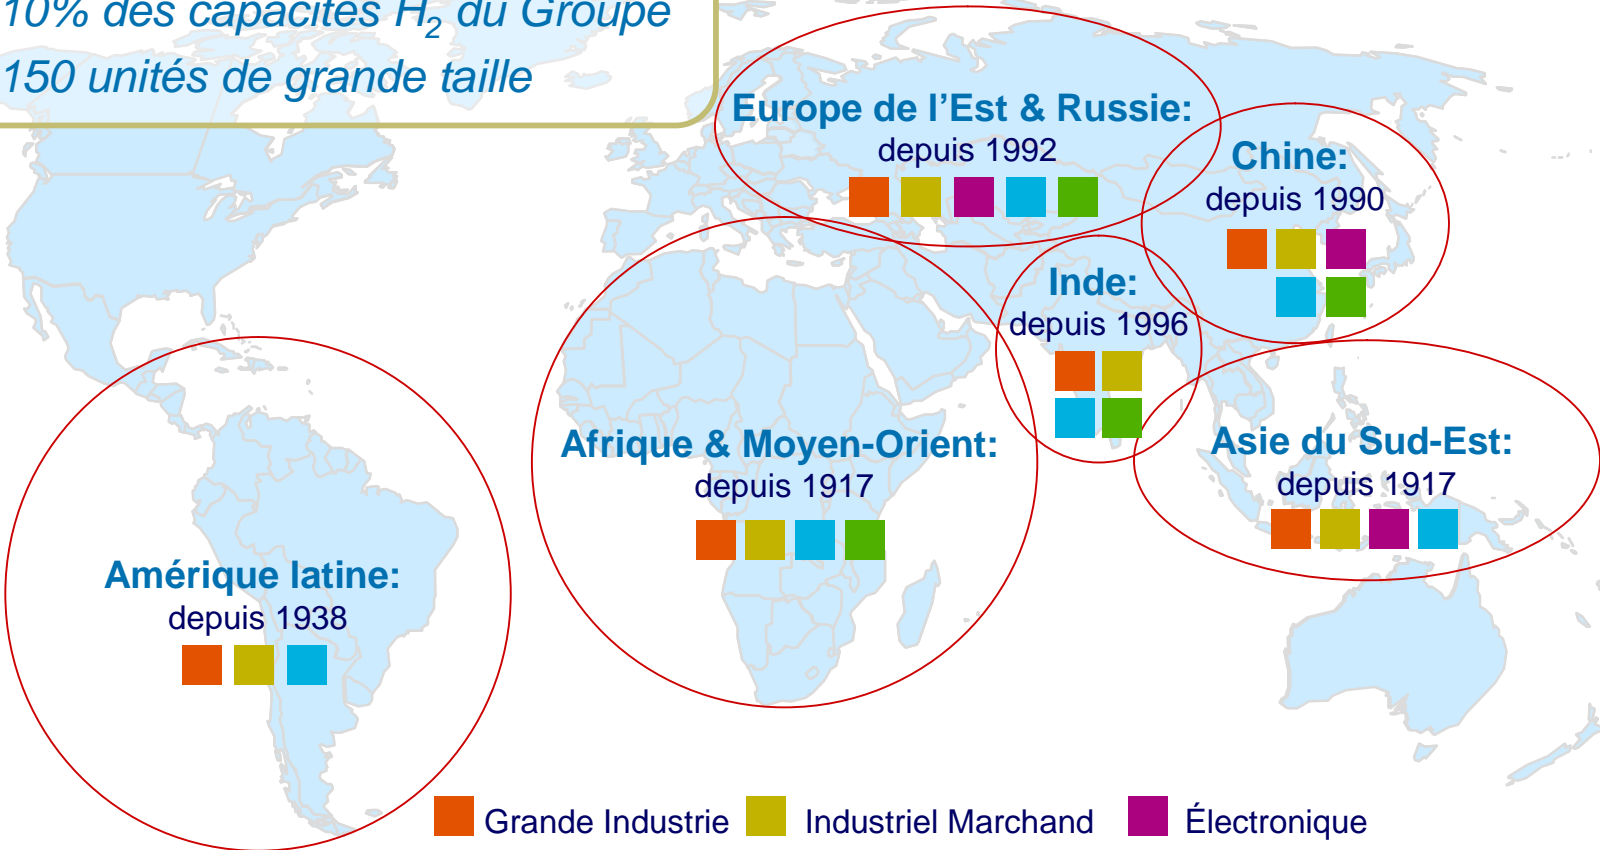 10% des capacités H2 du Groupe
150 unités de grande taille
Europe de l'Est & Russie:
depuis 1992
Chine:
depuis 1990
Inde:
depuis 1996
Afrique & Moyen-Orient:
depuis 1917
Asie du Sud-Est:
depuis 1917
Amérique latine:
depuis 1938
Grande Industrie
Industriel Marchand
Électronique